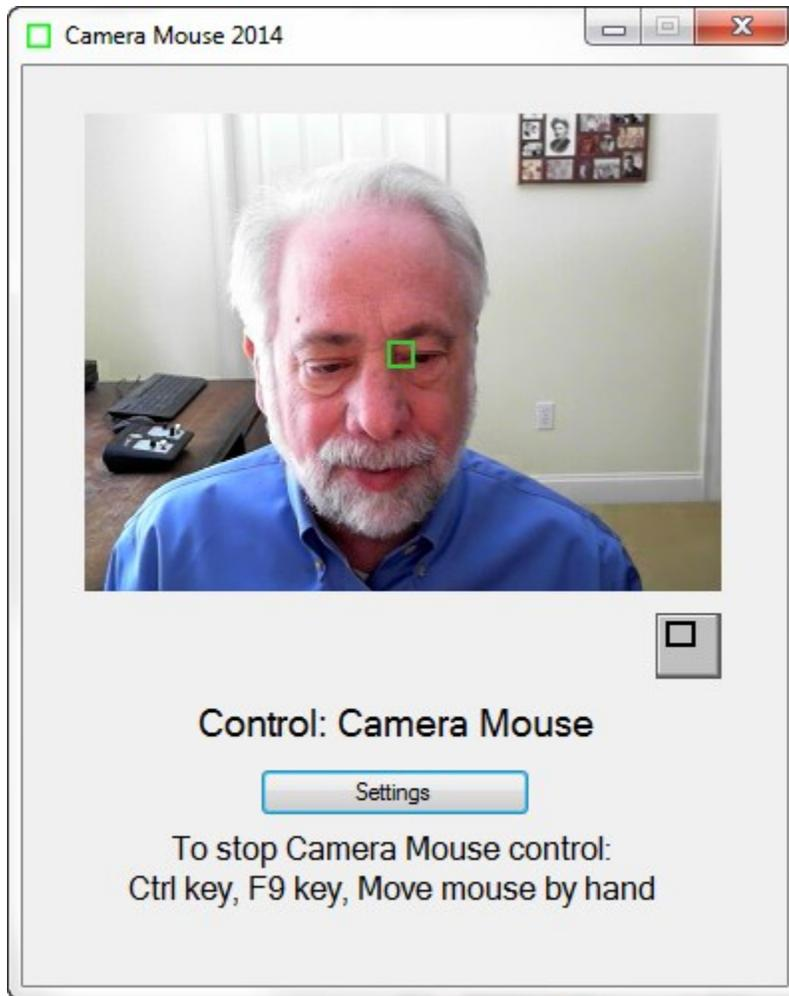 Camera Mouse 2014
Control: Camera Mouse
Settings
To stop Camera Mouse control:
Ctrl key, F9 key, Move mouse by hand